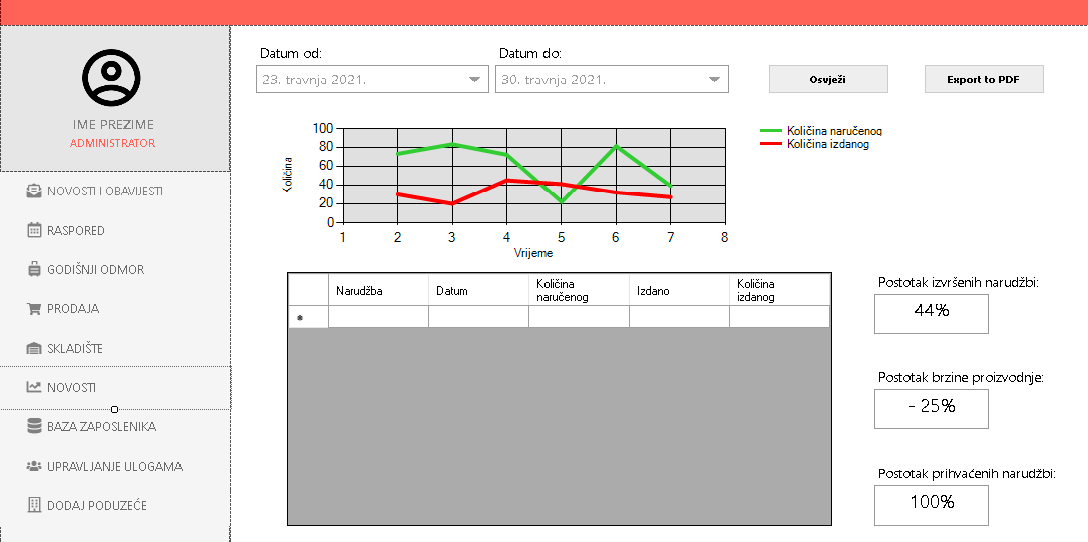 IME PREZIME
ADMINISTRATOR
NOVOSTI I OBAVIJESTI
RASPORED
GODIŠNJI ODMOR
PRODAJA
SKLADIŠTE
NOVOSTI
BAZA ZAPOSLENIKA
UPRAVLJANJE ULOGAMA
DODAJ PODUZEĆE
Datum od:
Datum do:
23. travnja 2021.
30. travnja 2021.
Osvježi
Export to PDF
Količina
100
80
60
40
20
0
1 2 3 4 5 6 7 8
Vrijeme
Količina naručenog
Količina izdanog
Narudžba
Datum
Količina
naručenog
Izdano
Količina
izdanog
Postotak izvršenih narudžbi:
44%
Postotak brzine proizvodnje:
- 25%
Postotak prihvaćenih narudžbi:
100%